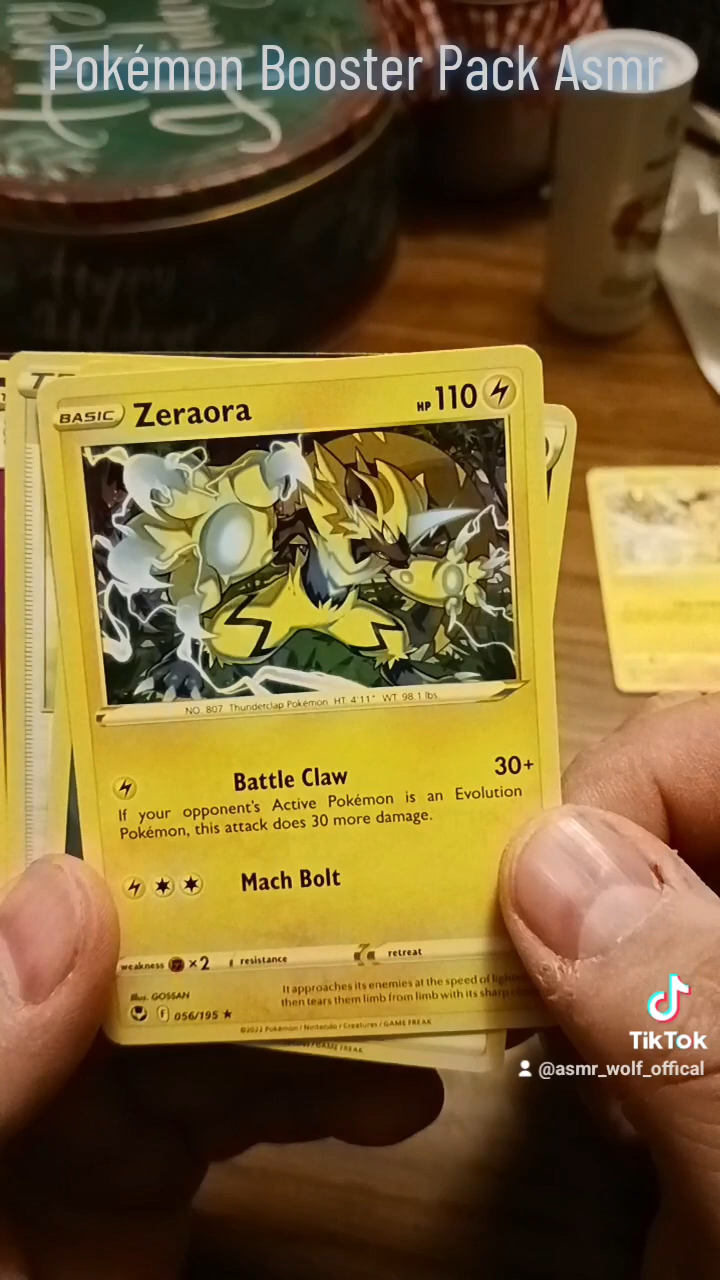 Pokémon Booster Pack Asmr
BASIC Zeraora HP 110
NO. 807 Thunderclap Pokémon HT 4'11" WT 98.1 lbs.
Battle Claw 30+
If your opponent's Active Pokémon is an Evolution
Pokémon, this attack does 30 more damage.
Mach Bolt
weakness ×2 resistance retreat
It approaches its enemies at the speed of
then tears them limb from limb with its sharp
Illus. GOSSAN
F 056/195 ★
©2022 Pokémon / Nintendo / Creatures / GAME FREAK
TikTok
@asmr_wolf_offical